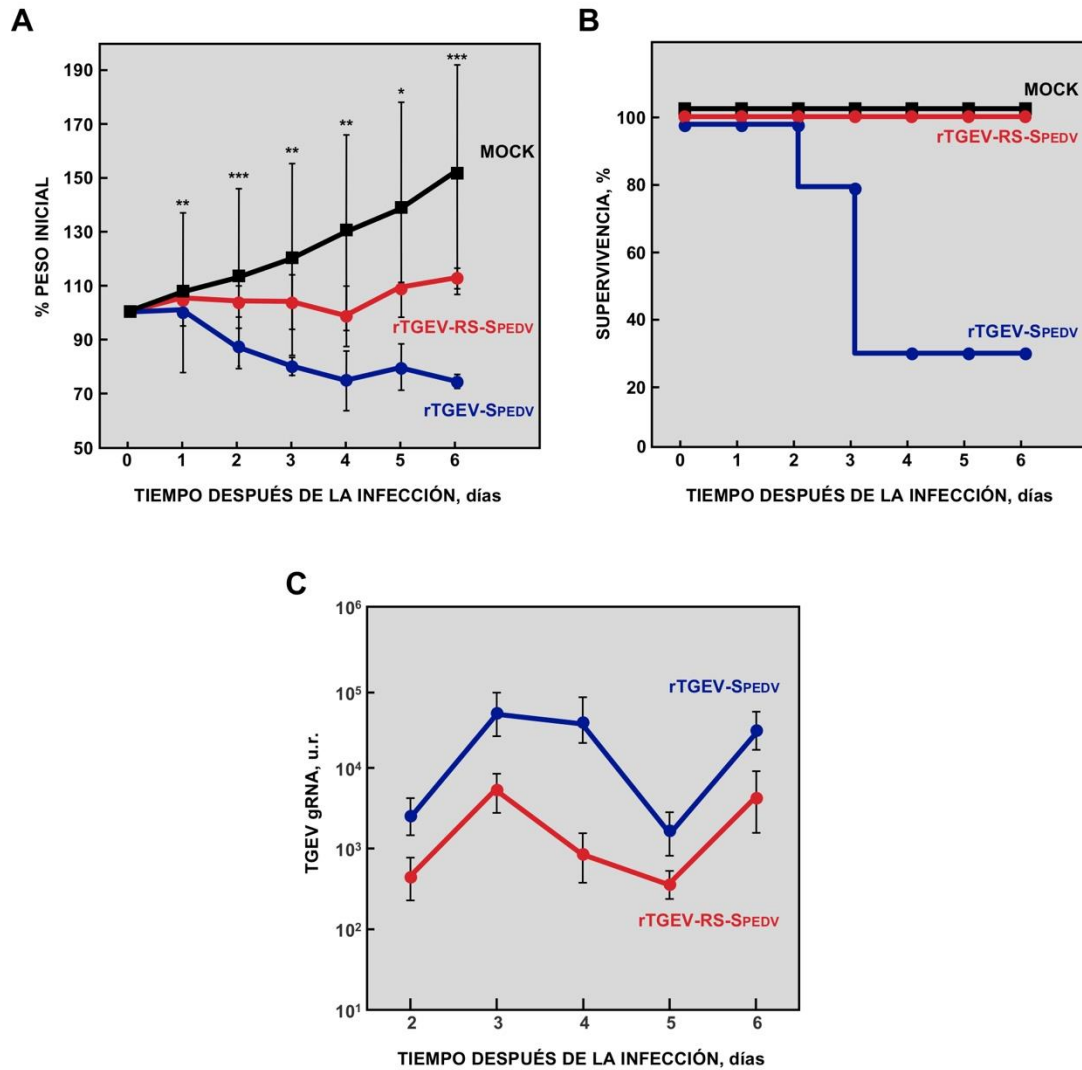 A
190
170
150
130
110
90
70
50
% PESO INICIAL
**
***
**
**
*
***
MOCK
rTGEV-RS-SPEDV
rTGEV-SPEDV
0 1 2 3 4 5 6
TIEMPO DESPUÉS DE LA INFECCIÓN, días
B
100
80
60
40
20
0
SUPERVIVENCIA, %
MOCK
rTGEV-RS-SPEDV
rTGEV-SPEDV
0 1 2 3 4 5 6
TIEMPO DESPUÉS DE LA INFECCIÓN, días
C
10⁶
10⁵
10⁴
10³
10²
10¹
TGEV gRNA, u.r.
rTGEV-SPEDV
rTGEV-RS-SPEDV
2 3 4 5 6
TIEMPO DESPUÉS DE LA INFECCIÓN, días